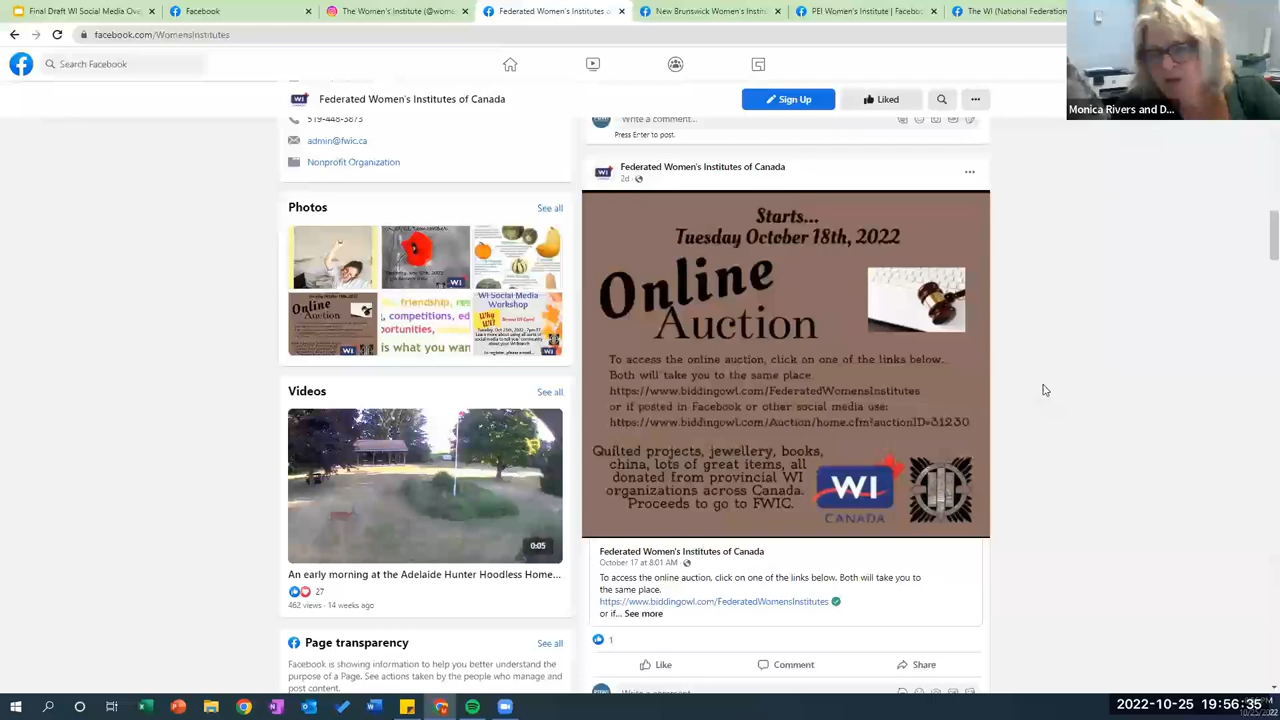 Final Draft WI Social Media Ove
Facebook
The Women's Institute (@wome
Federated Women's Institutes o
New Brunswick Women's Institu
PEI Women's Institute | Facebo
The WI (National Federation
facebook.com/WomensInstitutes
Search Facebook
WI
Federated Women's Institutes of Canada
Sign Up
Liked
Monica Rivers and D...
519-448-3873
admin@fwic.ca
Nonprofit Organization
Write a comment...
Press Enter to post.
Photos
See all
Online
Auction
friendship,
competitions, ed
ortunities,
is what you wan
WI Social Media
Workshop
Videos
See all
0:05
An early morning at the Adelaide Hunter Hoodless Home...
27
462 views · 14 weeks ago
Page transparency
See all
Facebook is showing information to help you better understand the
purpose of a Page. See actions taken by the people who manage and
post content.
Federated Women's Institutes of Canada
2d
Starts...
Tuesday October 18th, 2022
Online
Auction
To access the online auction, click on one of the links below...
Both will take you to the same place.
https://www.biddingowl.com/FederatedWomensInstitutes
or if posted in Facebook or other social media use:
https://www.biddingowl.com/Auction/home.cfm?auctionID=31230
Quilted projects, jewellery, books,
china, lots of great items, all
donated from provincial WI
organizations across Canada.
Proceeds to go to FWIC.
WI
CANADA
Federated Women's Institutes of Canada
October 17 at 8:01 AM
To access the online auction, click on one of the links below. Both will take you to
the same place.
https://www.biddingowl.com/FederatedWomensInstitutes
or if... See more
1
Like
Comment
Share
Write a comment
2022-10-25 19:56:35